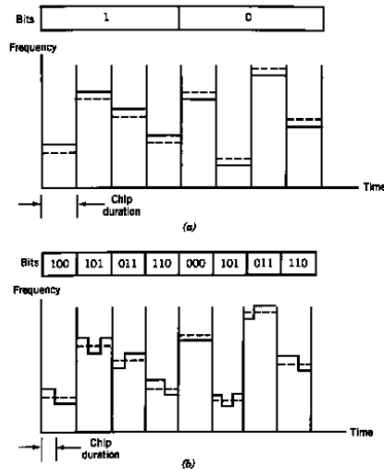 Bits 1 0
Frequency
Time
Chip
duration
(a)
Bits 100 101 011 110 000 101 011 110
Frequency
Time
Chip
duration
(b)